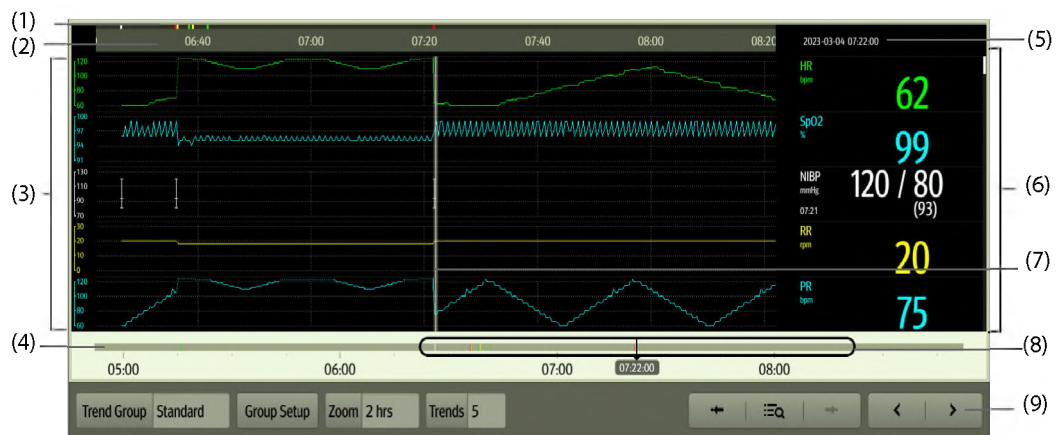 (1)
(2) 06:40 07:00 07:20 07:40 08:00 08:20 2023-03-04 07:22:00 (5)
120 HR
100 bpm
80 62
60
100 SpO2
97 %
94 99
91
(3) (6)
130 NIBP 120 / 80
110 mmHg
90 07:21 (93)
70
30 RR
20 rpm
10 20 (7)
0
120 PR
100 bpm
80 75
60
(4) (8)
05:00 06:00 07:00 07:22:00 08:00
Trend Group Standard Group Setup Zoom 2 hrs Trends 5 < > (9)